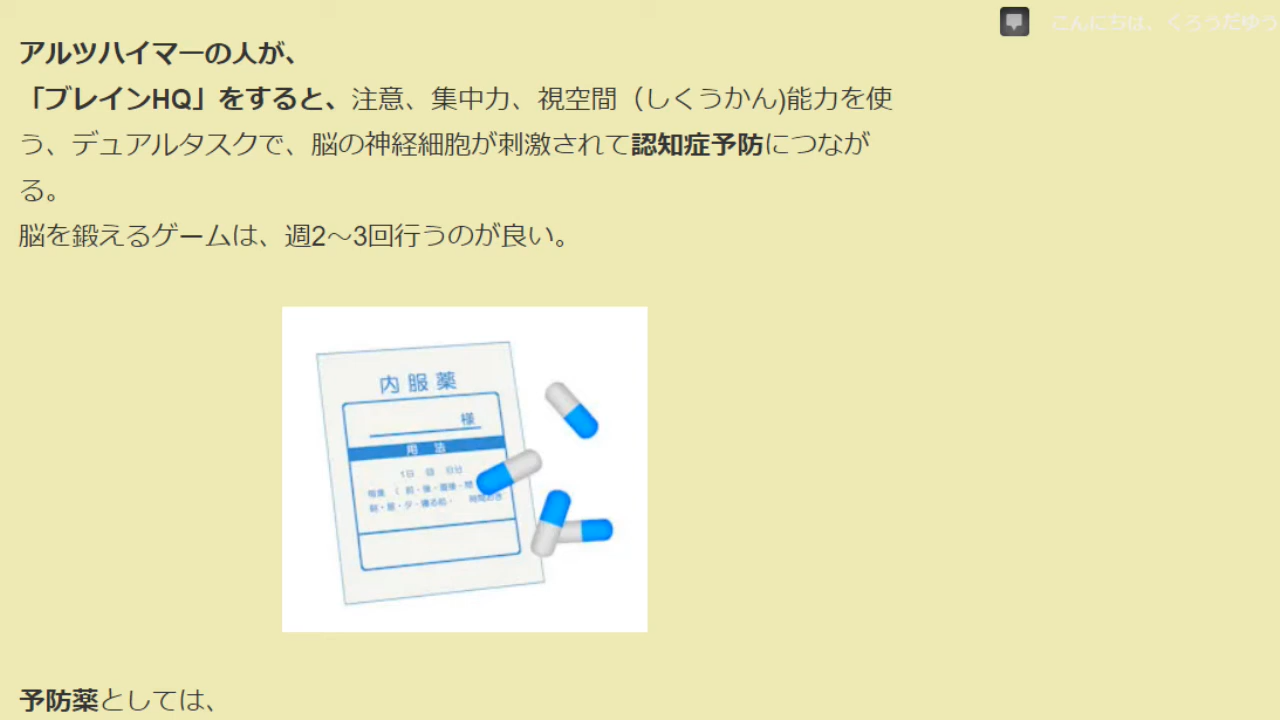 こんにちは、くろうだゆう
アルツハイマーの人が、
「ブレインHQ」をすると、注意、集中力、視空間（しくうかん)能力を使
う、デュアルタスクで、脳の神経細胞が刺激されて認知症予防につなが
る。
脳を鍛えるゲームは、週2～3回行うのが良い。
内服薬
様
用 法
1日 回 日分
予防薬としては、